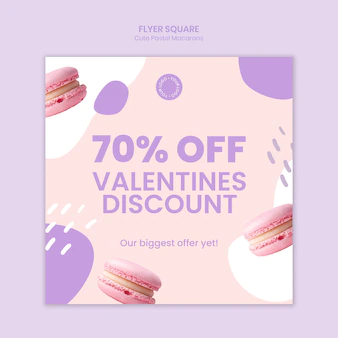 FLYER SQUARE
Cute Pastel Macarons
70% OFF
VALENTINES
DISCOUNT
Our biggest offer yet!